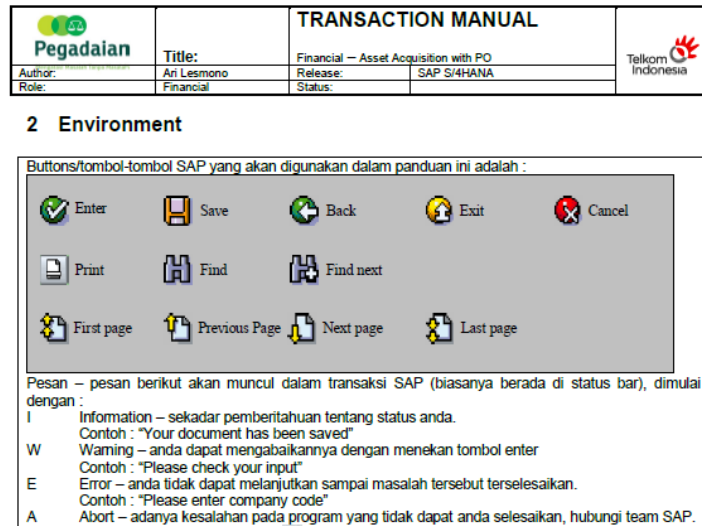 TRANSACTION MANUAL
Pegadaian
Title:
Financial – Asset Acquisition with PO
Telkom
Indonesia
Author:
Ari Lesmono
Release:
SAP S/4HANA
Role:
Financial
Status:
2 Environment
Buttons/tombol-tombol SAP yang akan digunakan dalam panduan ini adalah :
Enter Save Back Exit Cancel
Print Find Find next
First page Previous Page Next page Last page
Pesan – pesan berikut akan muncul dalam transaksi SAP (biasanya berada di status bar), dimulai
dengan :
I Information – sekadar pemberitahuan tentang status anda.
Contoh : “Your document has been saved”
W Warning – anda dapat mengabaikannya dengan menekan tombol enter
Contoh : “Please check your input”
E Error – anda tidak dapat melanjutkan sampai masalah tersebut terselesaikan.
Contoh : “Please enter company code”
A Abort – adanya kesalahan pada program yang tidak dapat anda selesaikan, hubungi team SAP.